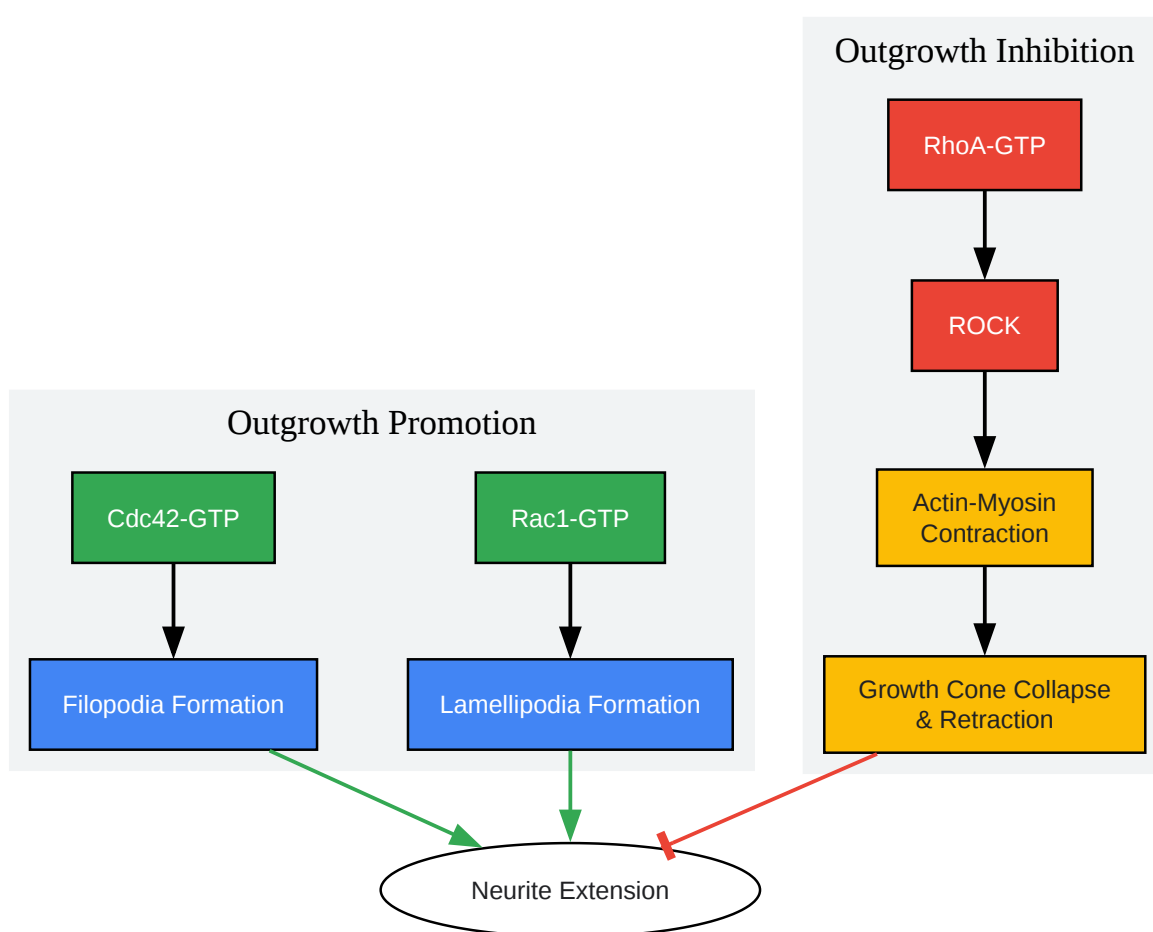 Outgrowth Inhibition
RhoA-GTP
ROCK
Outgrowth Promotion
Cdc42-GTP
Rac1-GTP
Actin-Myosin
Contraction
Filopodia Formation
Lamellipodia Formation
Growth Cone Collapse
& Retraction
Neurite Extension